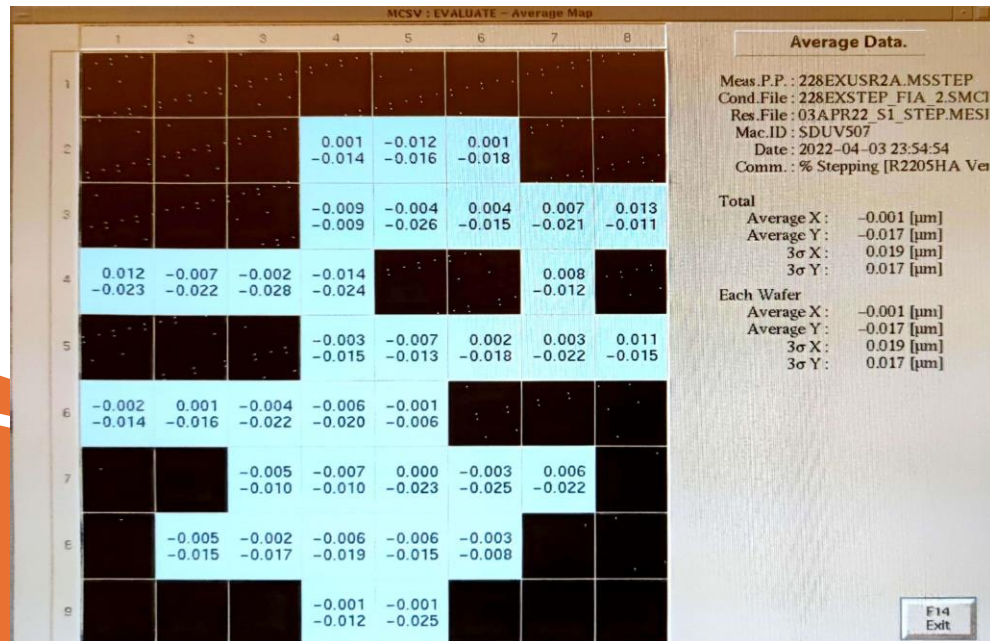 MCSV : EVALUATE – Average Map
1 2 3 4 5 6 7 8
1
2
0.001 −0.012 0.001
−0.014 −0.016 −0.018
3
−0.009 −0.004 0.004 0.007 0.013
−0.009 −0.026 −0.015 −0.021 −0.011
4
0.012 −0.007 −0.002 −0.014 0.008
−0.023 −0.022 −0.028 −0.024 −0.012
5
−0.003 −0.007 0.002 0.003 0.011
−0.015 −0.013 −0.018 −0.022 −0.015
6
−0.002 0.001 −0.004 −0.006 −0.001
−0.014 −0.016 −0.022 −0.020 −0.006
7
−0.005 −0.007 0.000 −0.003 0.006
−0.010 −0.010 −0.023 −0.025 −0.022
8
−0.005 −0.002 −0.006 −0.006 −0.003
−0.015 −0.017 −0.019 −0.015 −0.008
9
−0.001 −0.001
−0.012 −0.025
Average Data.
Meas.P.P. : 228EXUSR2A.MSSTEP
Cond.File : 228EXSTEP_FIA_2.SMCI
Res.File : 03APR22_S1_STEP.MESI
Mac.ID : SDUV507
Date : 2022−04−03 23:54:54
Comm. : % Stepping [R2205HA Ver
Total
Average X : −0.001 [μm]
Average Y : −0.017 [μm]
3σ X : 0.019 [μm]
3σ Y : 0.017 [μm]
Each Wafer
Average X : −0.001 [μm]
Average Y : −0.017 [μm]
3σ X : 0.019 [μm]
3σ Y : 0.017 [μm]
F14
Exit